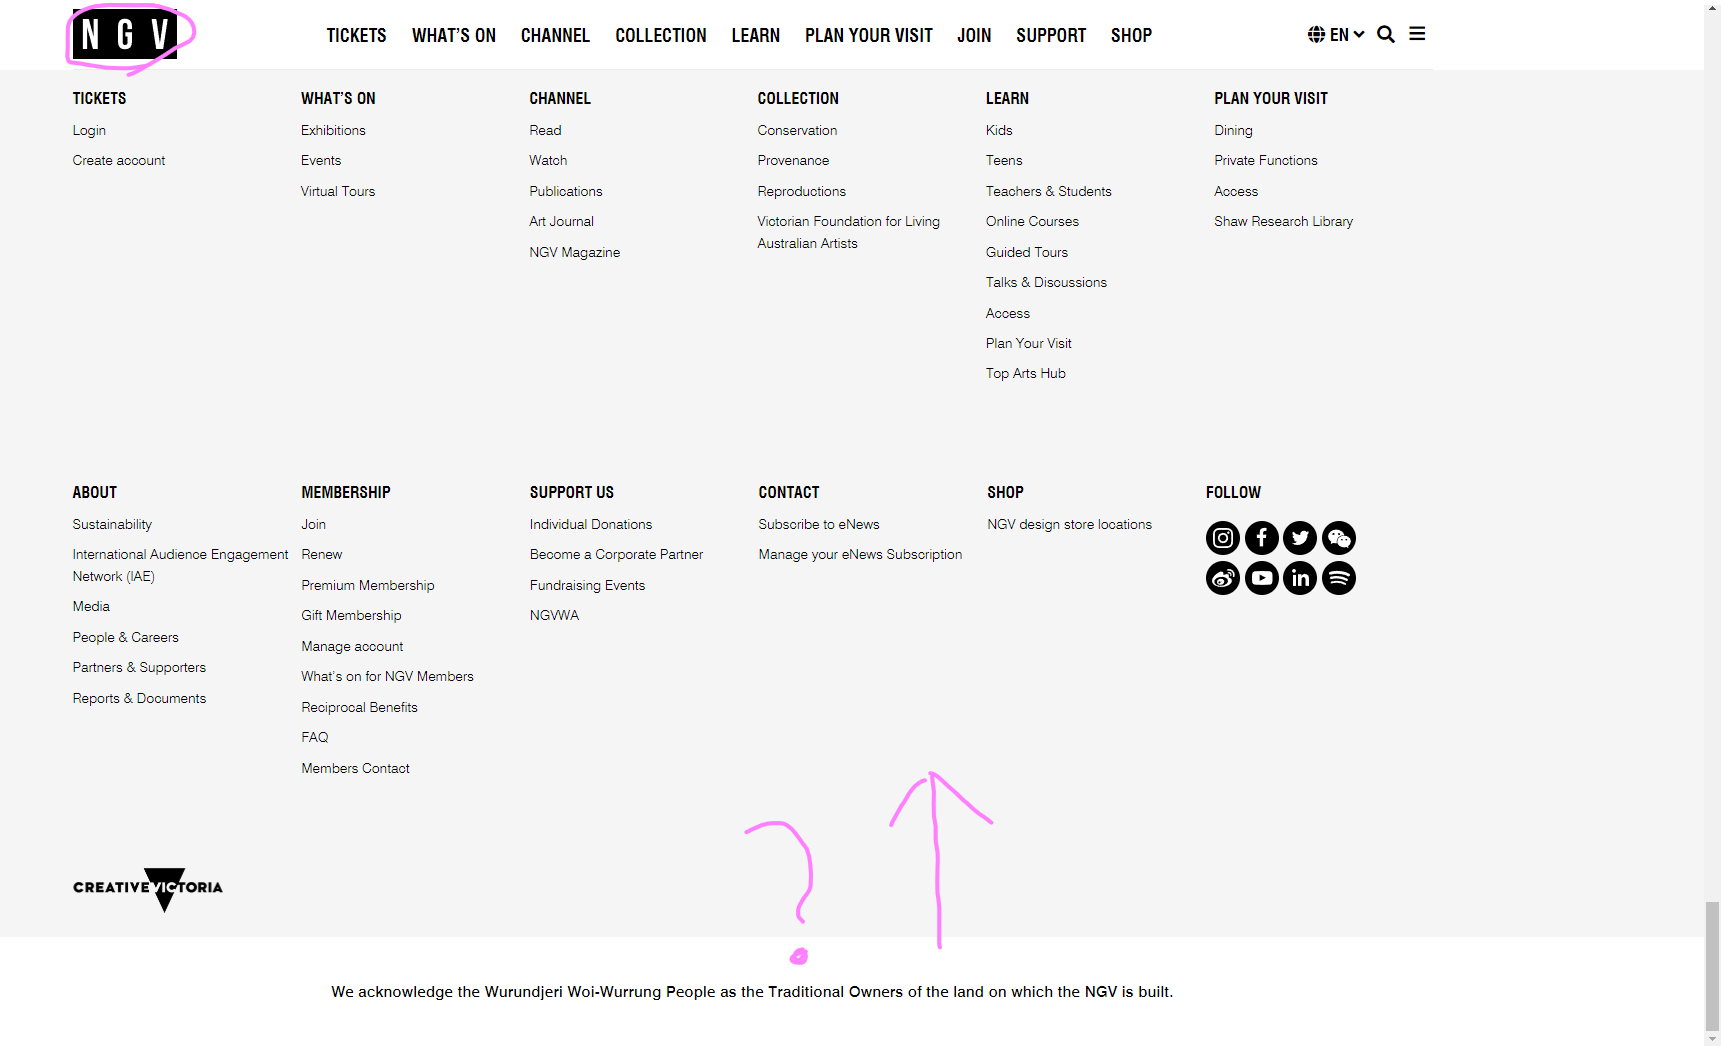 NGV
TICKETS WHAT'S ON CHANNEL COLLECTION LEARN PLAN YOUR VISIT JOIN SUPPORT SHOP EN
TICKETS
Login
Create account
WHAT'S ON
Exhibitions
Events
Virtual Tours
CHANNEL
Read
Watch
Publications
Art Journal
NGV Magazine
COLLECTION
Conservation
Provenance
Reproductions
Victorian Foundation for Living
Australian Artists
LEARN
Kids
Teens
Teachers & Students
Online Courses
Guided Tours
Talks & Discussions
Access
Plan Your Visit
Top Arts Hub
PLAN YOUR VISIT
Dining
Private Functions
Access
Shaw Research Library
ABOUT
Sustainability
International Audience Engagement
Network (IAE)
Media
People & Careers
Partners & Supporters
Reports & Documents
MEMBERSHIP
Join
Renew
Premium Membership
Gift Membership
Manage account
What's on for NGV Members
Reciprocal Benefits
FAQ
Members Contact
SUPPORT US
Individual Donations
Become a Corporate Partner
Fundraising Events
NGVWA
CONTACT
Subscribe to eNews
Manage your eNews Subscription
SHOP
NGV design store locations
FOLLOW
?
CREATIVE VICTORIA
We acknowledge the Wurundjeri Woi-Wurrung People as the Traditional Owners of the land on which the NGV is built.